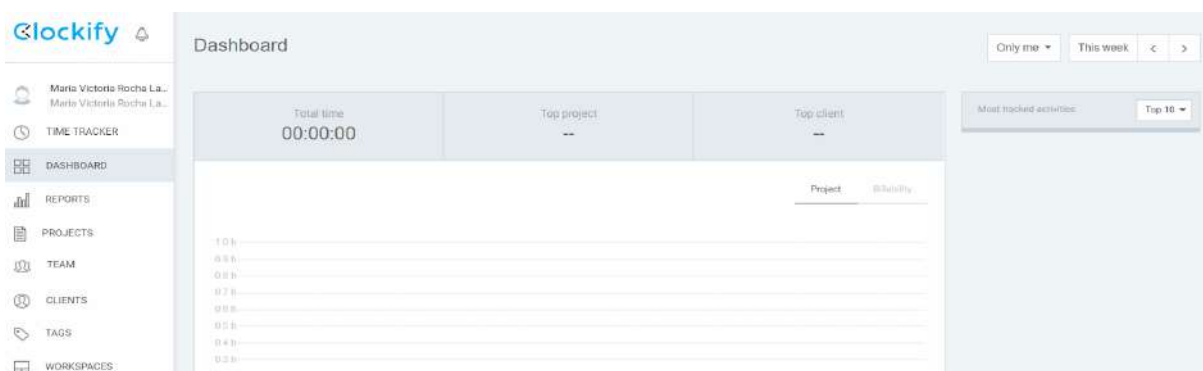 Clockify
Maria Victoria Rocha La...
Maria Victoria Rocha La...
TIME TRACKER
DASHBOARD
REPORTS
PROJECTS
TEAM
CLIENTS
TAGS
WORKSPACES
Dashboard
Only me
This week
Total time
00:00:00
Top project
--
Top client
--
Most tracked activities
Top 10
Project
Billability
1.0 h
0.9 h
0.8 h
0.7 h
0.6 h
0.5 h
0.4 h
0.3 h